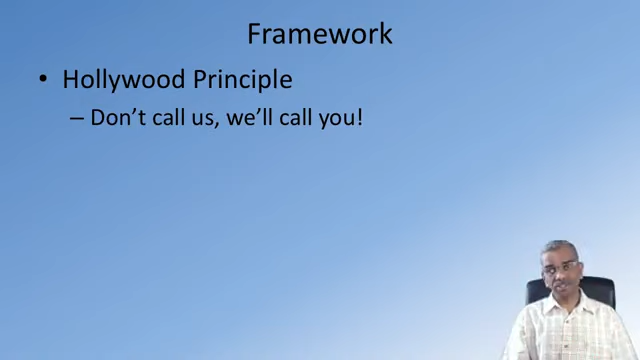 Framework
• Hollywood Principle
– Don't call us, we'll call you!